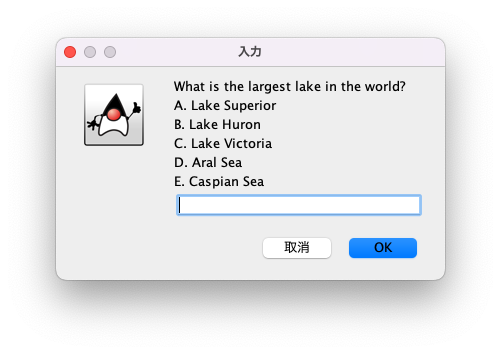 入力
What is the largest lake in the world?
A. Lake Superior
B. Lake Huron
C. Lake Victoria
D. Aral Sea
E. Caspian Sea
取消
OK